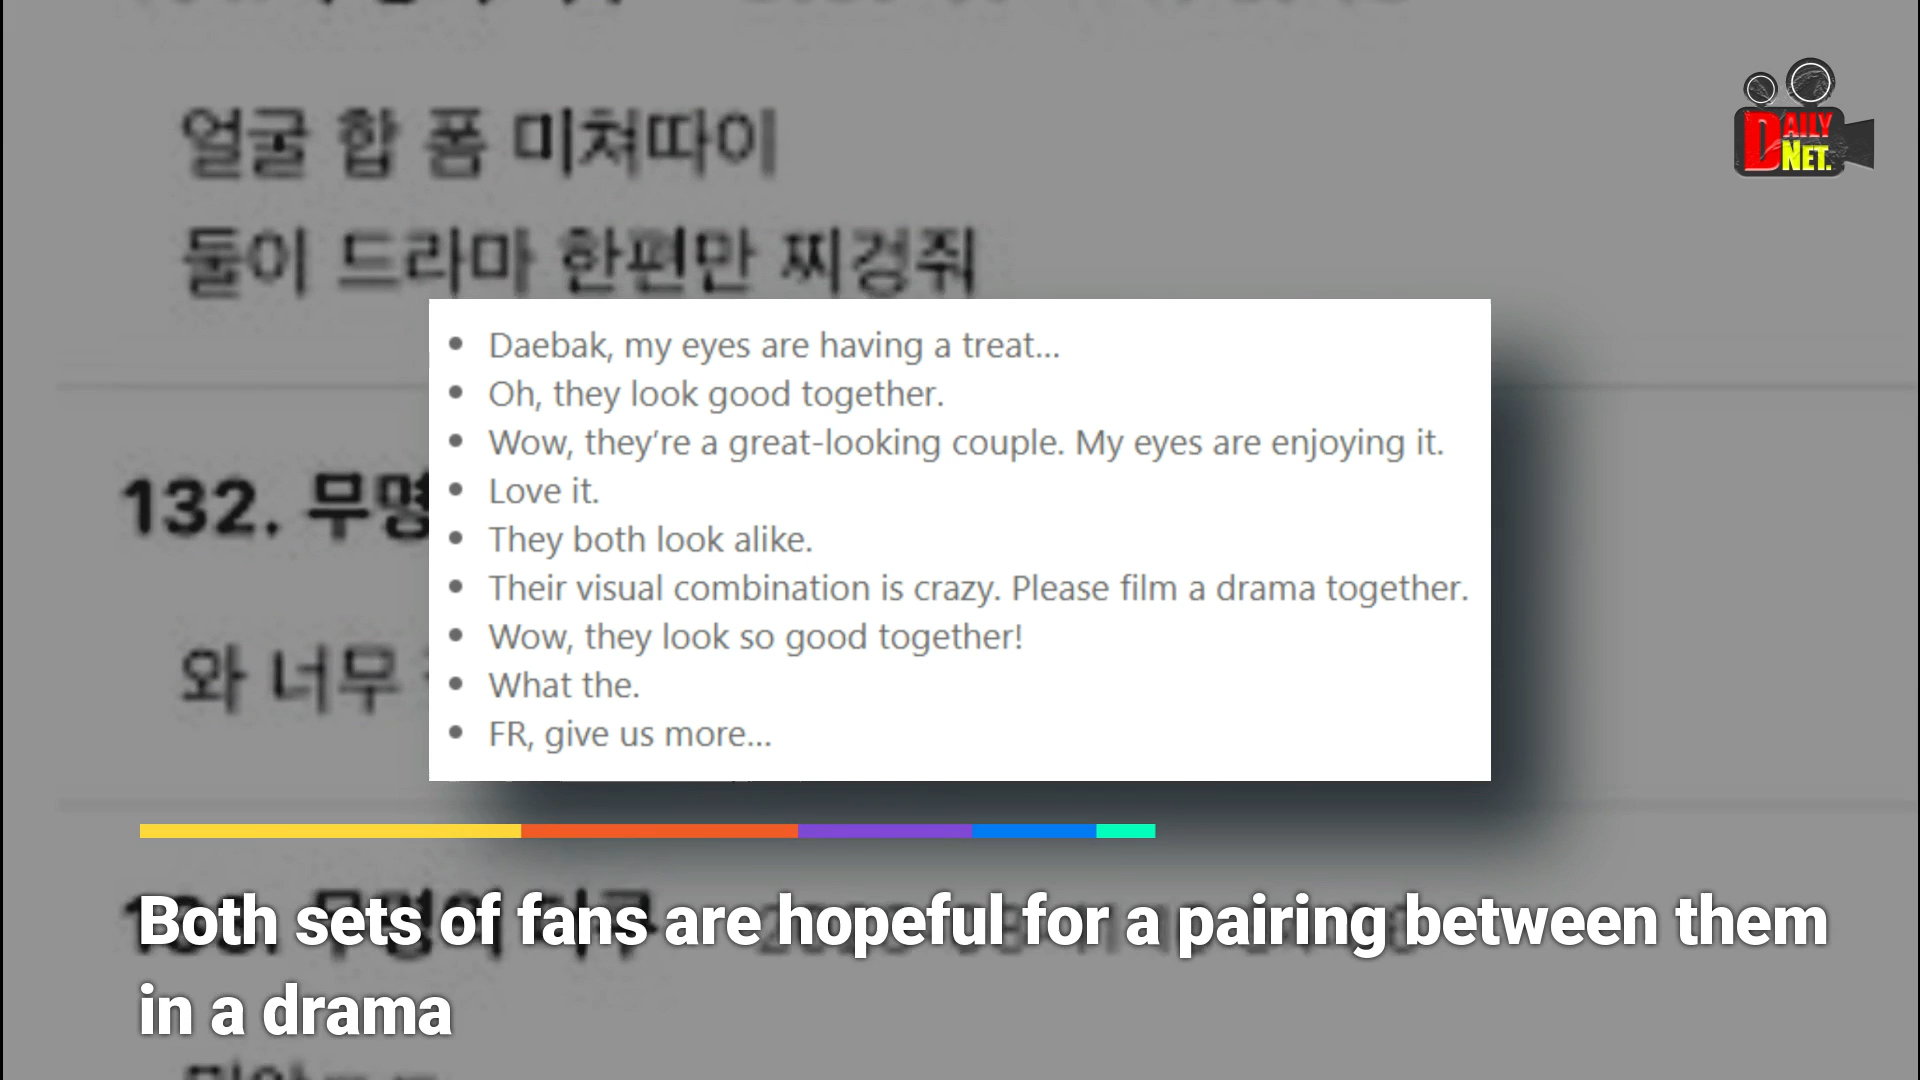 얼굴 합 폼 미쳐따이
DAILY
NET.
둘이 드라마 한편만 찌겅줘
Daebak, my eyes are having a treat...
Oh, they look good together.
Wow, they're a great-looking couple. My eyes are enjoying it.
Love it.
They both look alike.
Their visual combination is crazy. Please film a drama together.
Wow, they look so good together!
What the.
FR, give us more...
132.
와 너무
Both sets of fans are hopeful for a pairing between them
in a drama